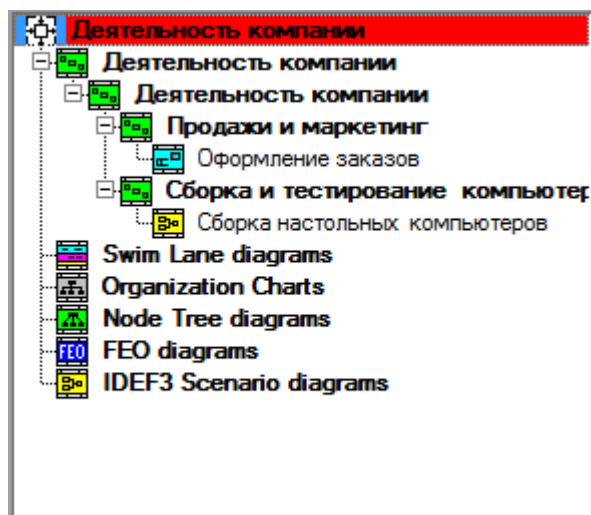 Деятельность компании
Деятельность компании
Деятельность компании
Продажи и маркетинг
Оформление заказов
Сборка и тестирование компьютер
Сборка настольных компьютеров
Swim Lane diagrams
Organization Charts
Node Tree diagrams
FEO FEO diagrams
IDEF3 Scenario diagrams